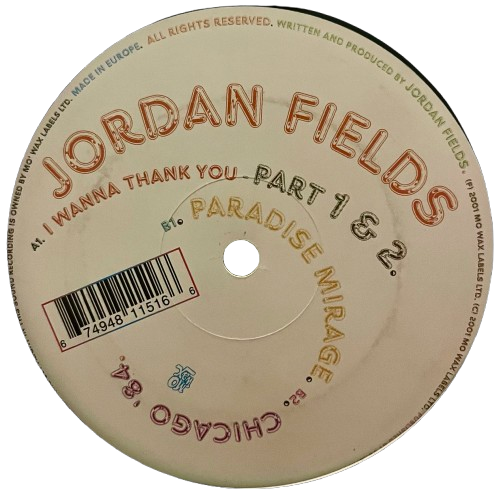 JORDAN FIELDS
A1. I WANNA THANK YOU PART 1 & 2.
B1. PARADISE MIRAGE.
B2. CHICAGO '84.
6 74948 11516 6
RECORDING IS OWNED BY MO' WAX LABELS LTD. MADE IN EUROPE. ALL RIGHTS RESERVED. WRITTEN AND PRODUCED BY JORDAN FIELDS. (P) 2001 MO WAX LABELS LTD. (C) 2001 MO WAX LABELS LTD.